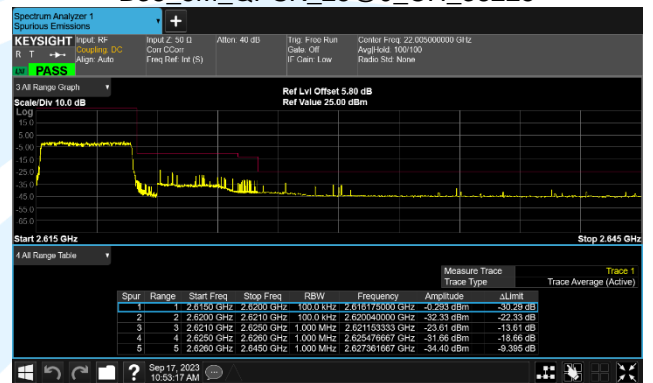 Spectrum Analyzer 1
Spurious Emissions
+
KEYSIGHT Input: RF Input Z: 50 Ω Atten: 40 dB Trig: Free Run Center Freq: 22.005000000 GHz
R T Coupling: DC Corr CCorr Gate: Off Avg|Hold: 100/100
Align: Auto Freq Ref: Int (S) IF Gain: Low Radio Std: None
PASS
3 All Range Graph
Ref Lvl Offset 5.80 dB
Scale/Div 10.0 dB Ref Value 25.00 dBm
Log
15.0
5.00
-5.00
-15.0
-25.0
-35.0
-45.0
-55.0
-65.0
Start 2.615 GHz Stop 2.645 GHz
4 All Range Table
Measure Trace Trace 1
Trace Type Trace Average (Active)
Spur Range Start Freq Stop Freq RBW Frequency Amplitude ΔLimit
1 1 2.6150 GHz 2.6200 GHz 100.0 kHz 2.616175000 GHz -0.293 dBm -30.29 dB
2 2 2.6200 GHz 2.6210 GHz 100.0 kHz 2.620040000 GHz -32.33 dBm -22.33 dB
3 3 2.6210 GHz 2.6250 GHz 1.000 MHz 2.621153333 GHz -23.61 dBm -13.61 dB
4 4 2.6250 GHz 2.6260 GHz 1.000 MHz 2.625476667 GHz -31.66 dBm -18.66 dB
5 5 2.6260 GHz 2.6450 GHz 1.000 MHz 2.627361667 GHz -34.40 dBm -9.395 dB
?
Sep 17, 2023
10:53:17 AM